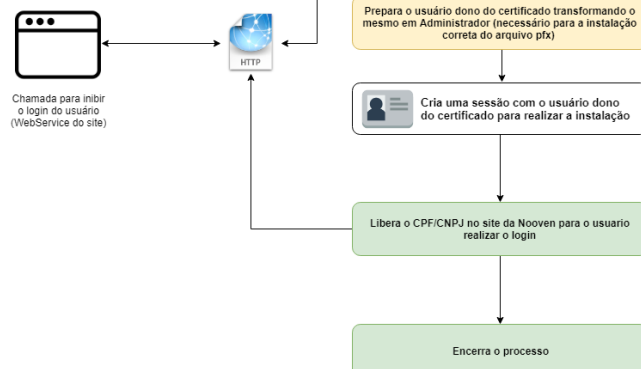 Prepara o usuário dono do certificado transformando o
mesmo em Administrador (necessário para a instalação
correta do arquivo pfx)
HTTP
Chamada para inibir
o login do usuário
(WebService do site)
Cria uma sessão com o usuário dono
do certificado para realizar a instalação
Libera o CPF/CNPJ no site da Nooven para o usuario
realizar o login
Encerra o processo